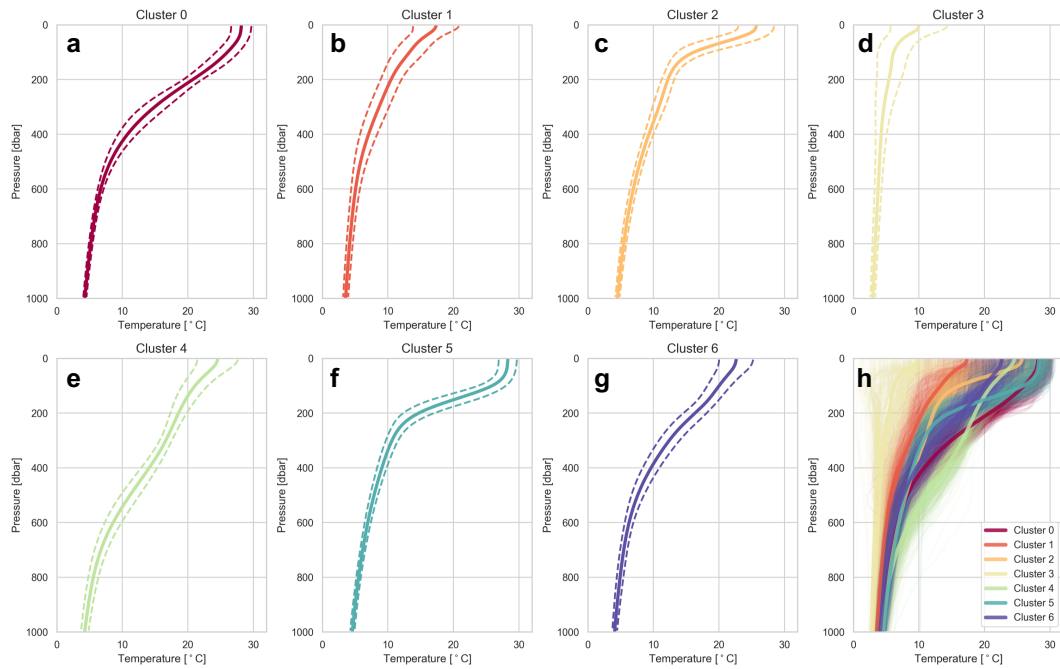 Cluster 0
a
0
200
400
600
800
1000
Pressure [dbar]
0 10 20 30
Temperature [°C]
Cluster 1
b
0
200
400
600
800
1000
Pressure [dbar]
0 10 20 30
Temperature [°C]
Cluster 2
c
0
200
400
600
800
1000
Pressure [dbar]
0 10 20 30
Temperature [°C]
Cluster 3
d
0
200
400
600
800
1000
Pressure [dbar]
0 10 20 30
Temperature [°C]
Cluster 4
e
0
200
400
600
800
1000
Pressure [dbar]
0 10 20 30
Temperature [°C]
Cluster 5
f
0
200
400
600
800
1000
Pressure [dbar]
0 10 20 30
Temperature [°C]
Cluster 6
g
0
200
400
600
800
1000
Pressure [dbar]
0 10 20 30
Temperature [°C]
h
0
200
400
600
800
1000
Pressure [dbar]
0 10 20 30
Temperature [°C]
Cluster 0
Cluster 1
Cluster 2
Cluster 3
Cluster 4
Cluster 5
Cluster 6